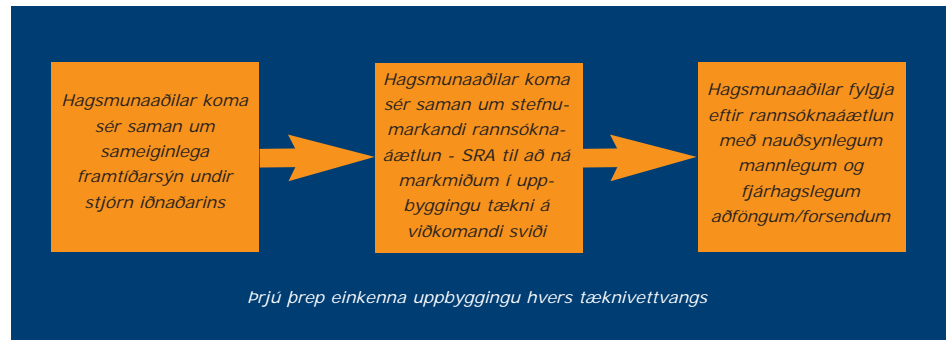 Hagsmunaaðilar koma
sér saman um
sameiginlega
framtíðarsýn undir
stjórn iðnaðarins
Hagsmunaaðilar koma
sér saman um stefnu-
markandi rannsókna-
áætlun - SRA til að ná
markmiðum í upp-
byggingu tækni á
viðkomandi sviði
Hagsmunaaðilar fylgja
eftir rannsóknaáætlun
með nauðsynlegum
mannlegum og
fjárhagslegum
aðföngum/forsendum
Þrjú þrep einkenna uppbyggingu hvers tæknivettvangs